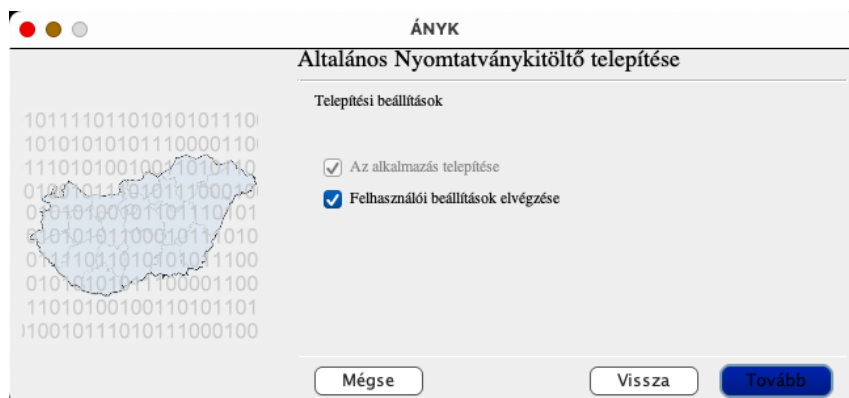 ÁNYK
Általános Nyomtatványkitöltő telepítése
Telepítési beállítások
Az alkalmazás telepítése
Felhasználói beállítások elvégzése
Mégse
Vissza
Tovább